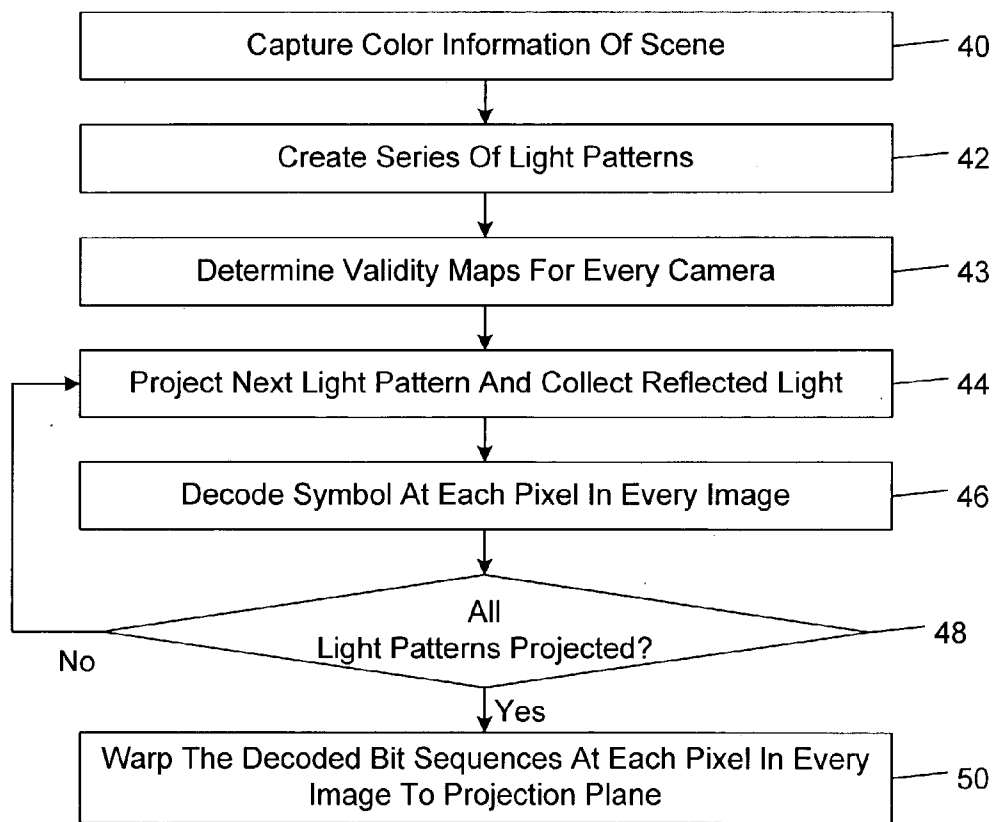 Capture Color Information Of Scene
40
Create Series Of Light Patterns
42
Determine Validity Maps For Every Camera
43
Project Next Light Pattern And Collect Reflected Light
44
Decode Symbol At Each Pixel In Every Image
46
All
Light Patterns Projected?
48
No
Yes
Warp The Decoded Bit Sequences At Each Pixel In Every
Image To Projection Plane
50